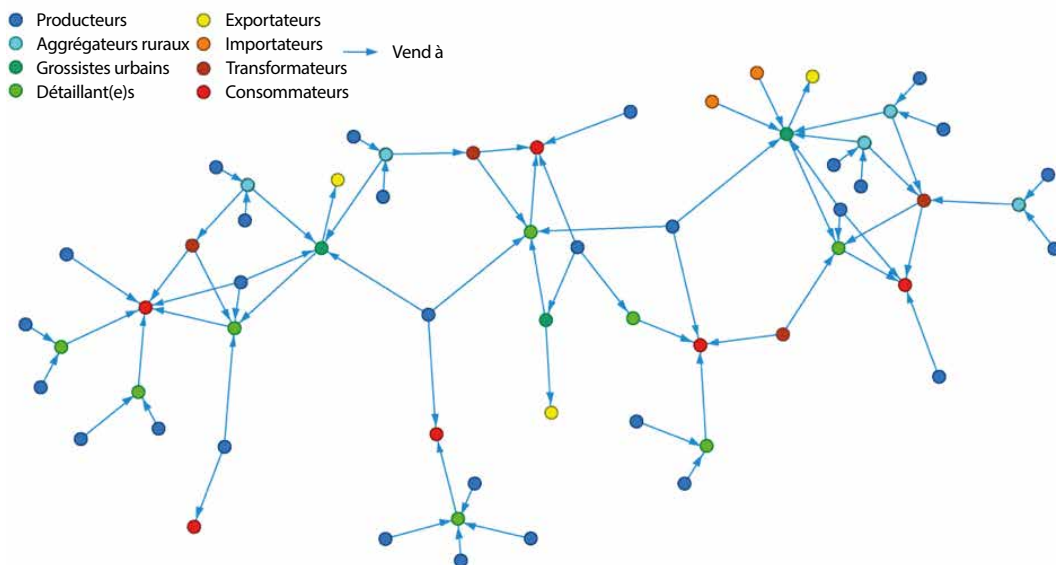 Producteurs
Aggrégateurs ruraux
Grossistes urbains
Détaillant(e)s
Exportateurs
Importateurs
Transformateurs
Consommateurs
Vend à